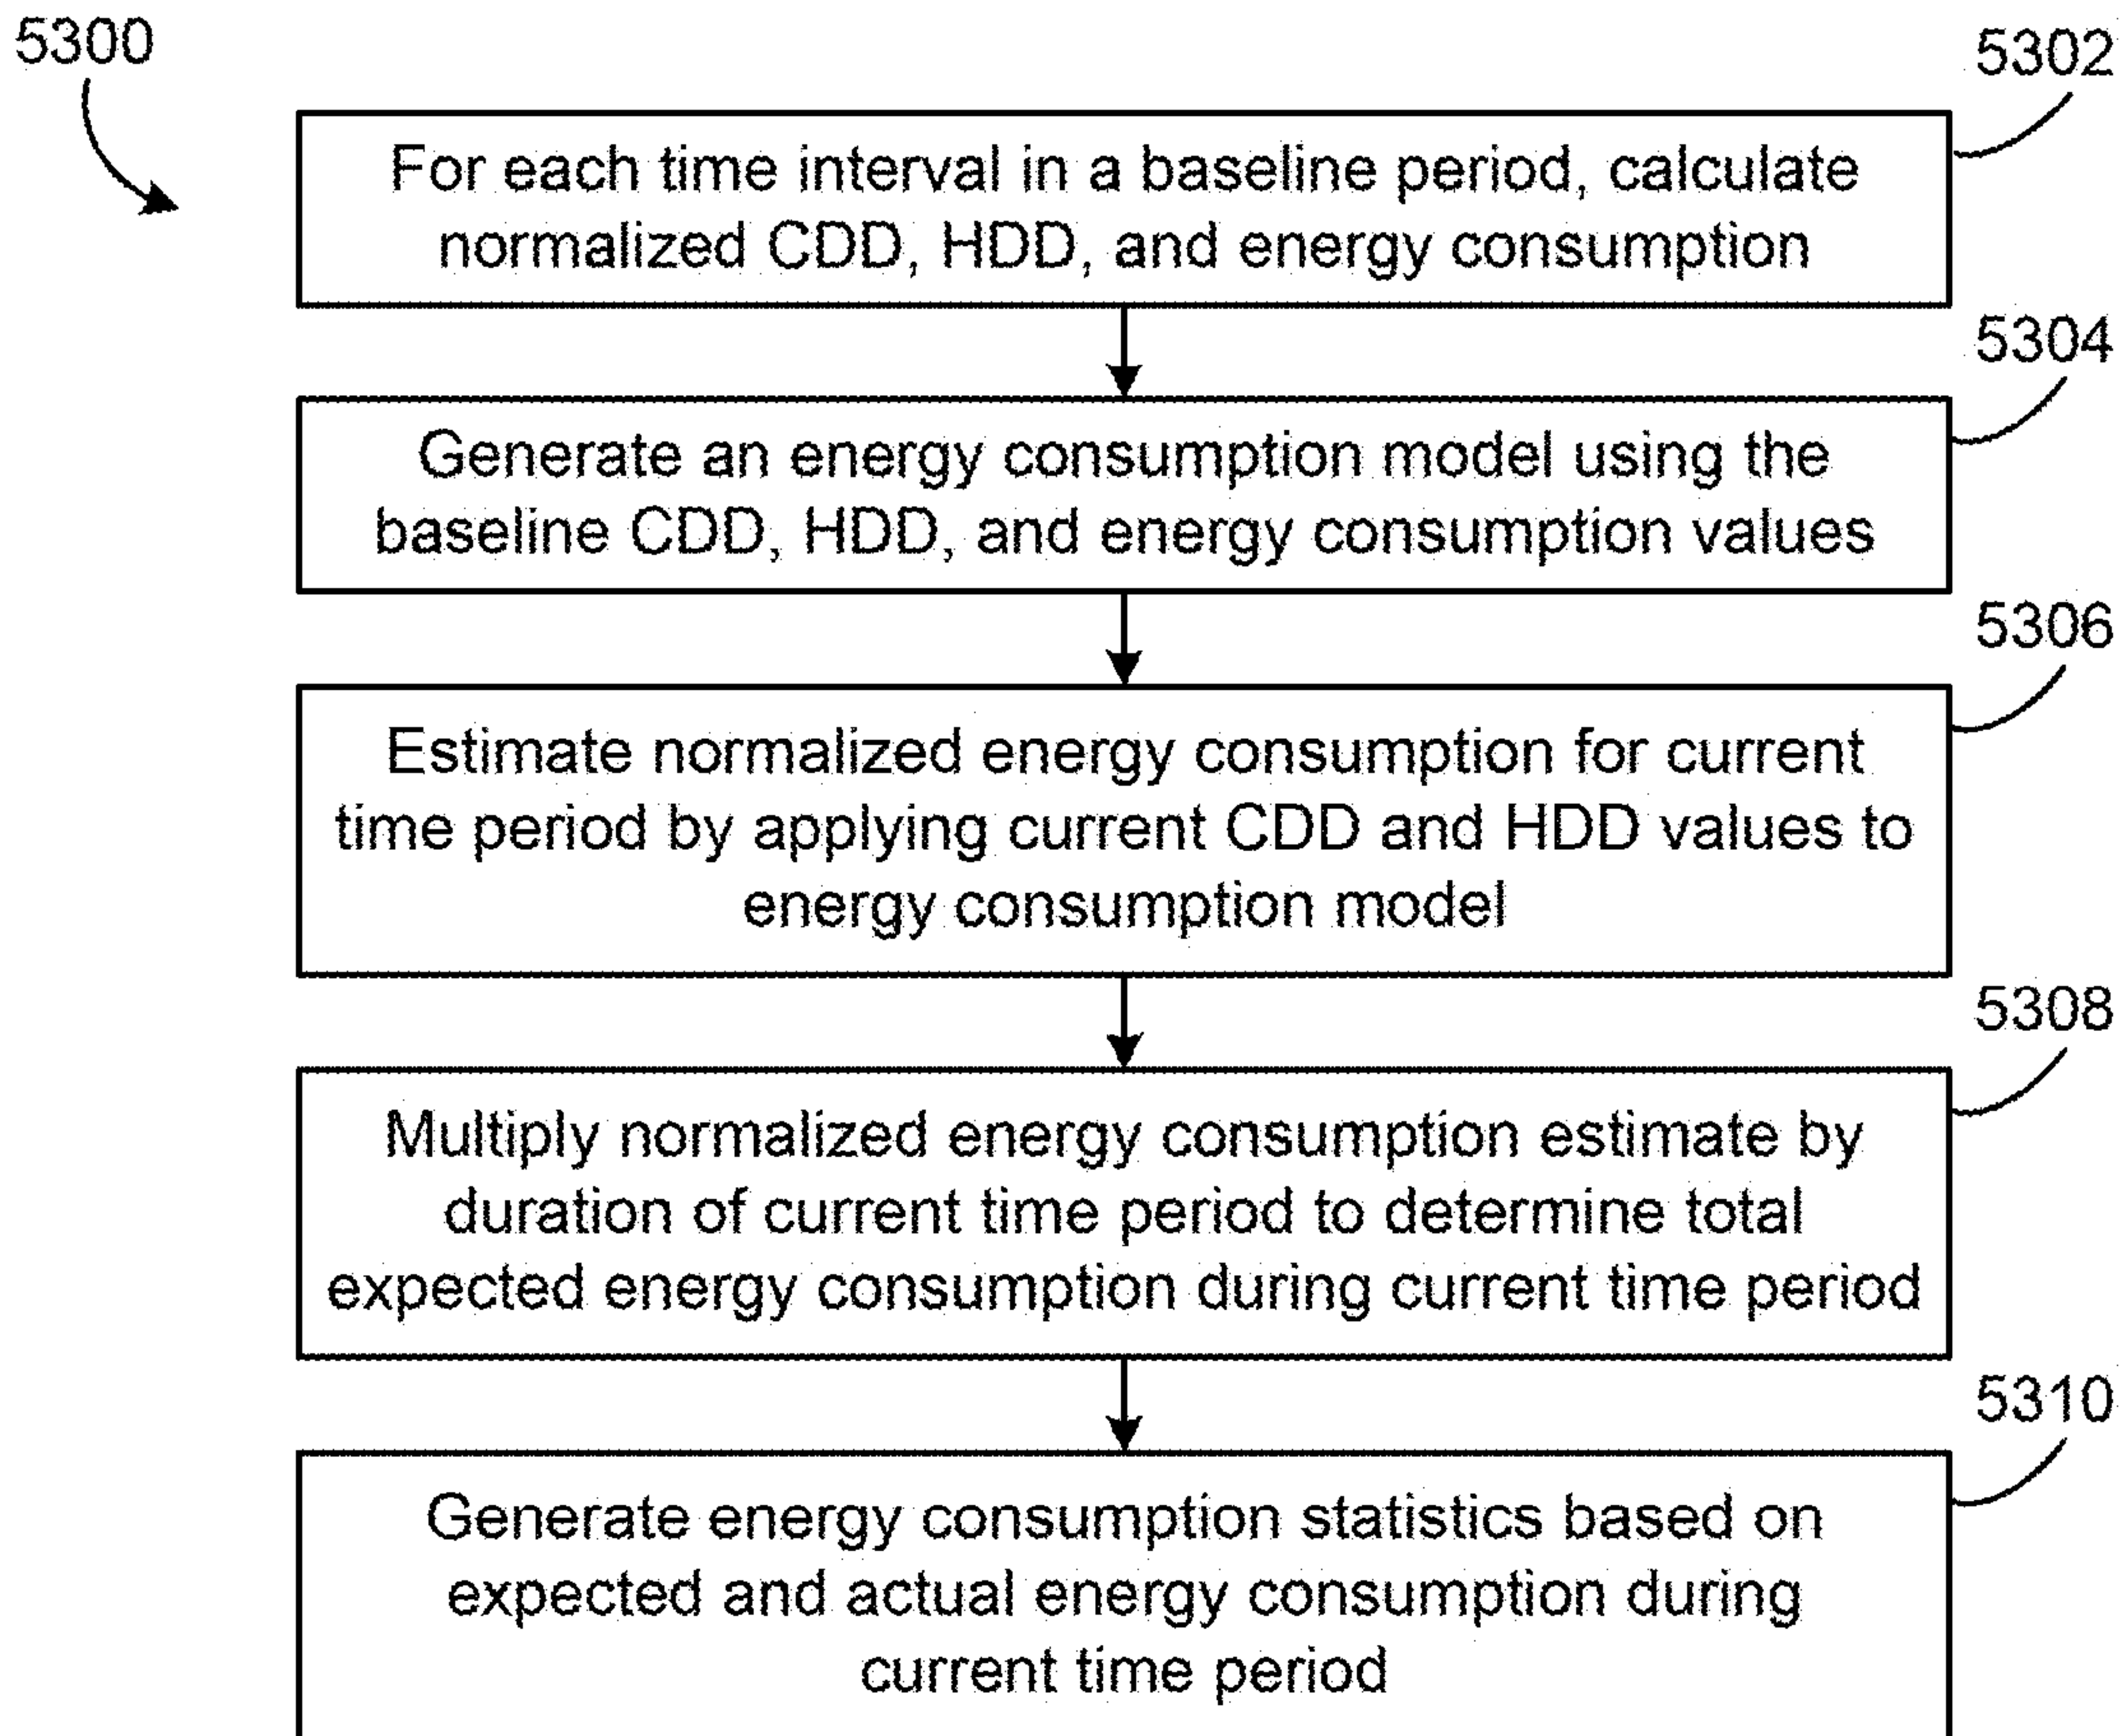 5300
5302
For each time interval in a baseline period, calculate
normalized CDD, HDD, and energy consumption
5304
Generate an energy consumption model using the
baseline CDD, HDD, and energy consumption values
5306
Estimate normalized energy consumption for current
time period by applying current CDD and HDD values to
energy consumption model
5308
Multiply normalized energy consumption estimate by
duration of current time period to determine total
expected energy consumption during current time period
5310
Generate energy consumption statistics based on
expected and actual energy consumption during
current time period